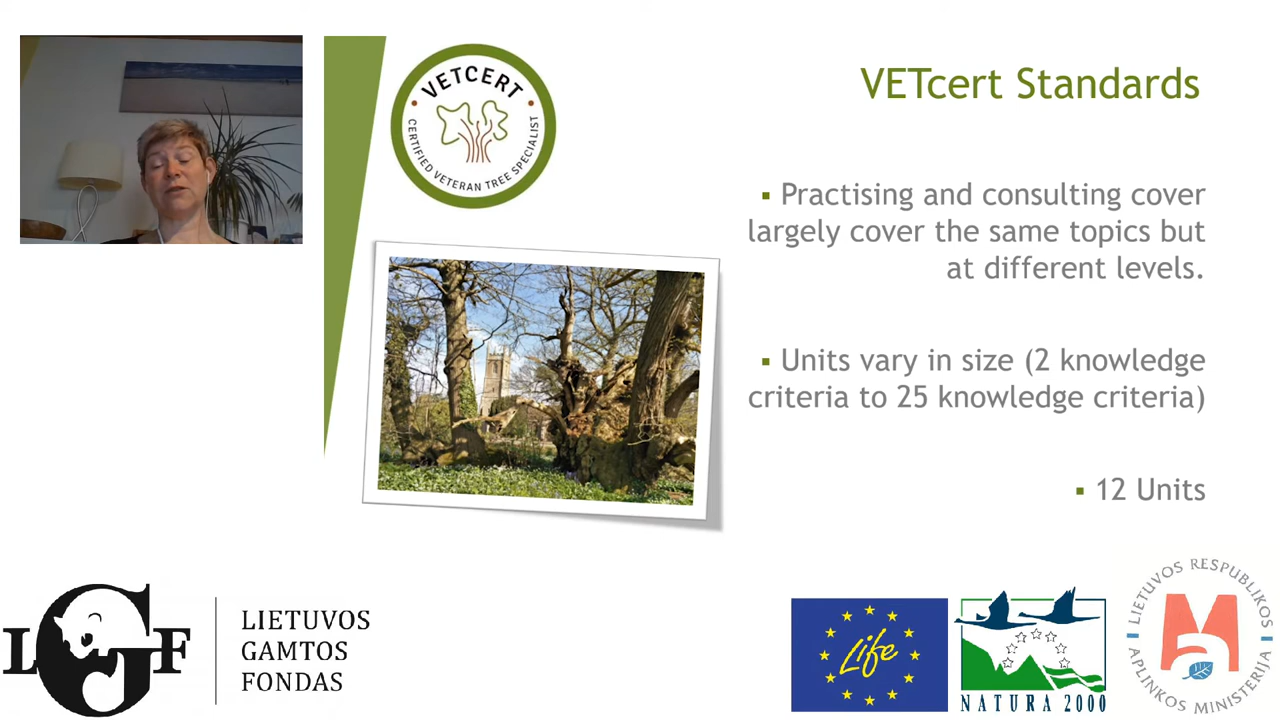 VETCERT
CERTIFIED VETERAN TREE SPECIALIST
VETcert Standards
▪ Practising and consulting cover
largely cover the same topics but
at different levels.
▪ Units vary in size (2 knowledge
criteria to 25 knowledge criteria)
▪ 12 Units
LGF
LIETUVOS
GAMTOS
FONDAS
Life
NATURA 2000
LIETUVOS RESPUBLIKOS
APLINKOS MINISTERIJA